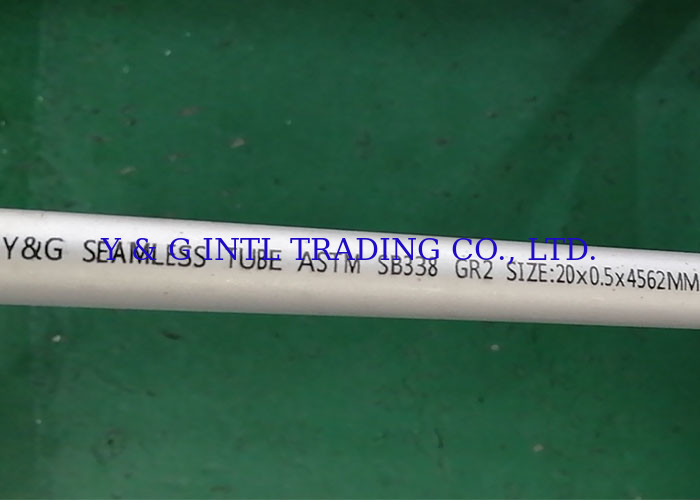 Y&G SEAMLESS TUBE ASTM SB338 GR2 SIZE:20x0.5x4562MM
Y & G INTL TRADING CO., LTD.